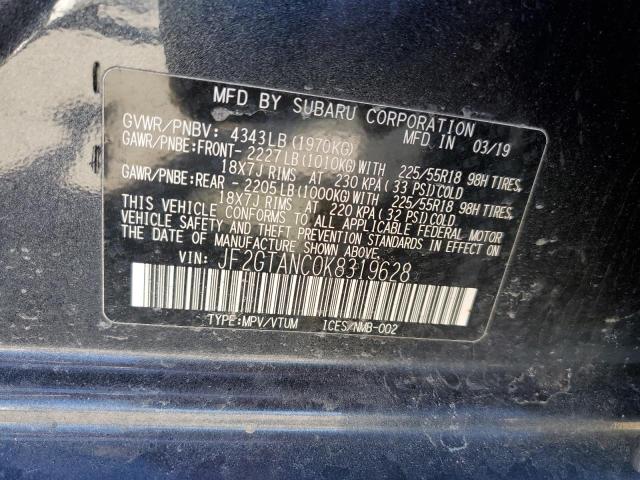 MFD BY SUBARU CORPORATION
GVWR/PNBV: 4343LB (1970KG) MFD IN 03/19
GAWR/PNBE:FRONT- 2227LB (1010KG)WITH 225/55R18 98H TIRES,
18X7J RIMS AT 230 KPA (33 PSI)COLD
GAWR/PNBE:REAR - 2205LB (1000KG)WITH 225/55R18 98H TIRES,
18X7J RIMS AT 220 KPA (32 PSI)COLD
THIS VEHICLE CONFORMS TO ALL APPLICABLE FEDERAL MOTOR
VEHICLE SAFETY AND THEFT PREVENTION STANDARDS IN EFFECT ON
THE DATE OF MANUFACTURE SHOWN ABOVE.
VIN: JF2GTANC0K8319628
TYPE:MPV/VTUM ICES/NMB-002